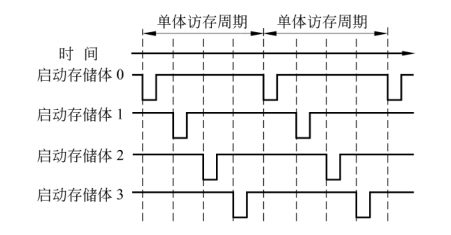 单体访存周期 单体访存周期
时 间
启动存储体 0
启动存储体 1
启动存储体 2
启动存储体 3